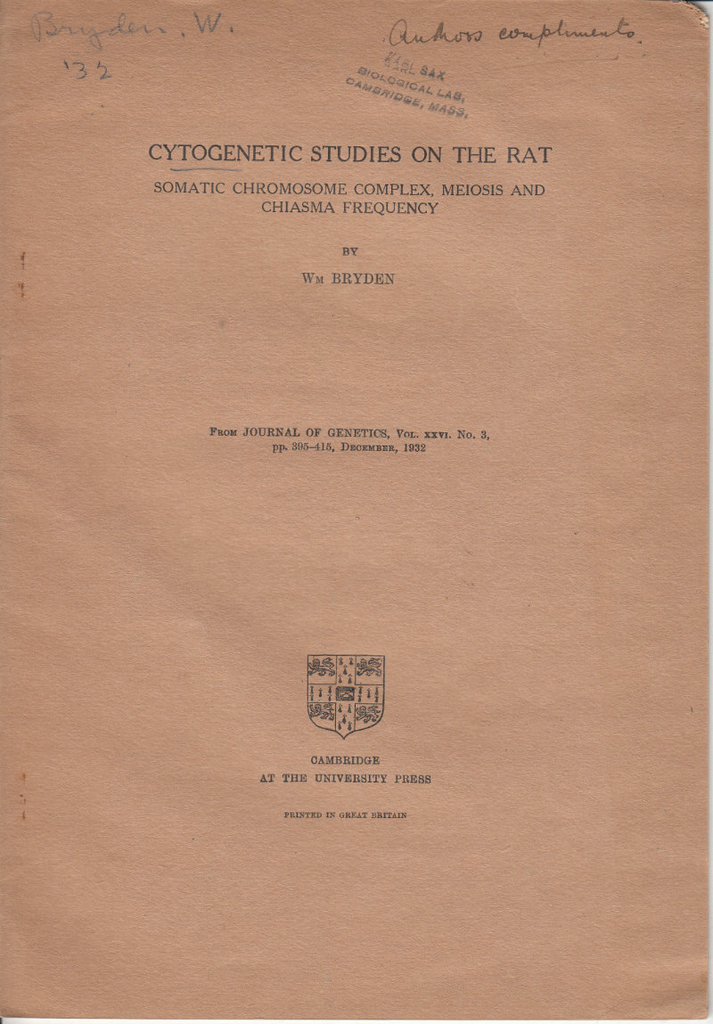 Bryden, W.
'32
Authors compliments.
KARL SAX
BIOLOGICAL LAB,
CAMBRIDGE, MASS,
CYTOGENETIC STUDIES ON THE RAT
SOMATIC CHROMOSOME COMPLEX, MEIOSIS AND
CHIASMA FREQUENCY
BY
WM BRYDEN
FROM JOURNAL OF GENETICS, VOL. XXVI. NO. 3,
pp. 395–415, DECEMBER, 1932
CAMBRIDGE
AT THE UNIVERSITY PRESS
PRINTED IN GREAT BRITAIN